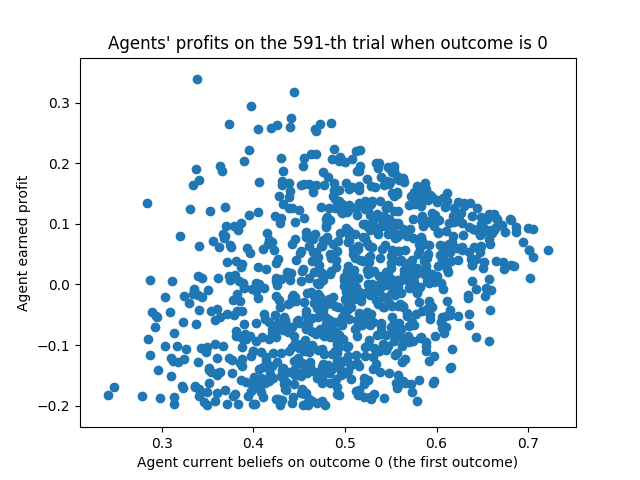 Agents' profits on the 591-th trial when outcome is 0
Agent earned profit
0.3
0.2
0.1
0.0
−0.1
−0.2
0.3 0.4 0.5 0.6 0.7
Agent current beliefs on outcome 0 (the first outcome)